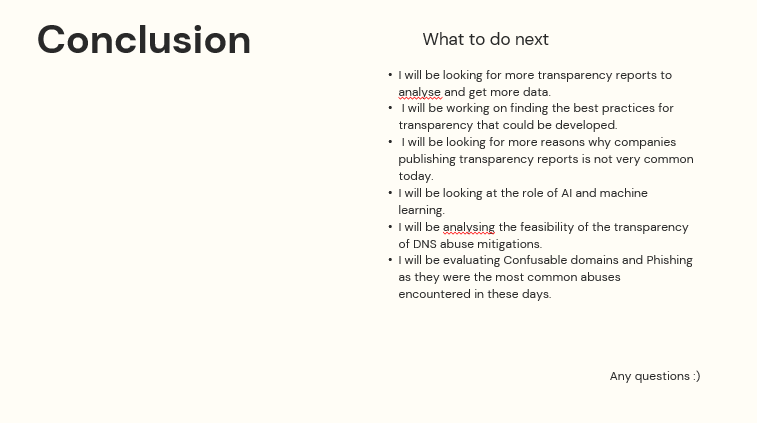 Conclusion
What to do next
• I will be looking for more transparency reports to
analyse and get more data.
• I will be working on finding the best practices for
transparency that could be developed.
• I will be looking for more reasons why companies
publishing transparency reports is not very common
today.
• I will be looking at the role of AI and machine
learning.
• I will be analysing the feasibility of the transparency
of DNS abuse mitigations.
• I will be evaluating Confusable domains and Phishing
as they were the most common abuses
encountered in these days.
Any questions :)